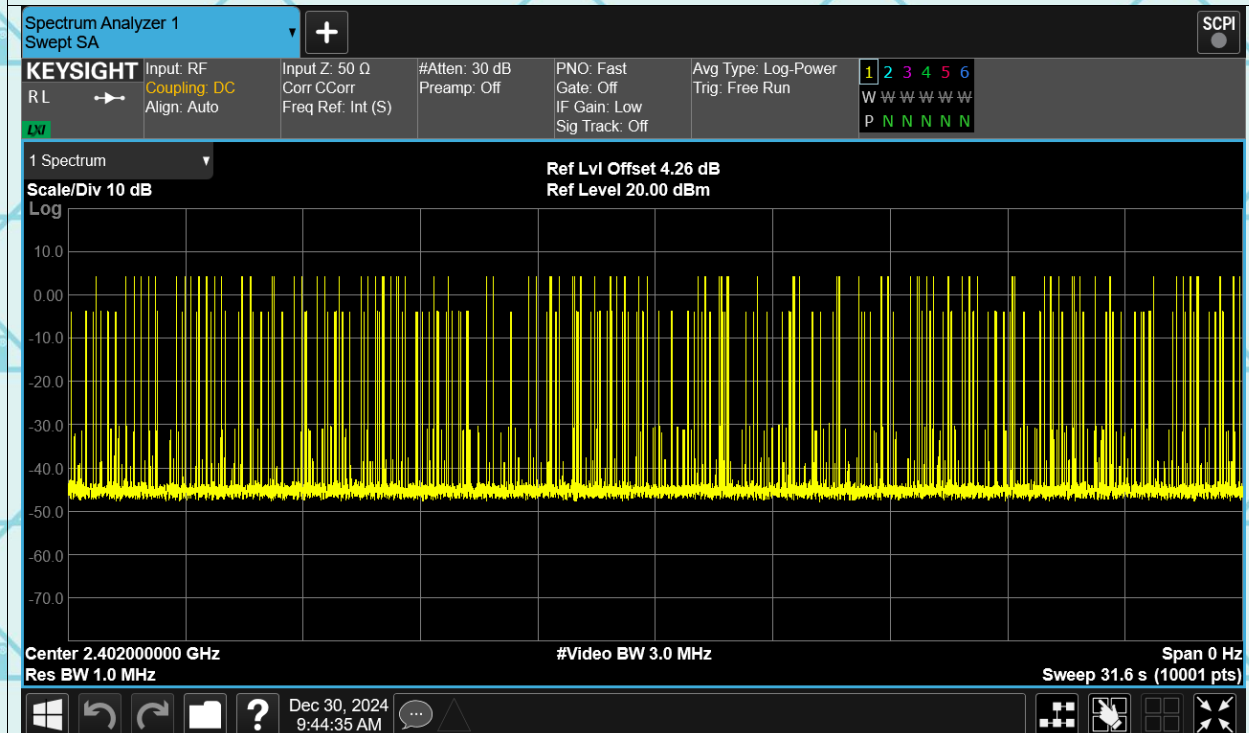 Spectrum Analyzer 1
Swept SA
+
SCPI
KEYSIGHT
RL
LXI
Input: RF
Coupling: DC
Align: Auto
Input Z: 50 Ω
Corr CCorr
Freq Ref: Int (S)
#Atten: 30 dB
Preamp: Off
PNO: Fast
Gate: Off
IF Gain: Low
Sig Track: Off
Avg Type: Log-Power
Trig: Free Run
1 2 3 4 5 6
W W W W W W
P N N N N N
1 Spectrum
Scale/Div 10 dB
Log
Ref Lvl Offset 4.26 dB
Ref Level 20.00 dBm
10.0
0.00
-10.0
-20.0
-30.0
-40.0
-50.0
-60.0
-70.0
Center 2.402000000 GHz
Res BW 1.0 MHz
#Video BW 3.0 MHz
Span 0 Hz
Sweep 31.6 s (10001 pts)
?
Dec 30, 2024
9:44:35 AM